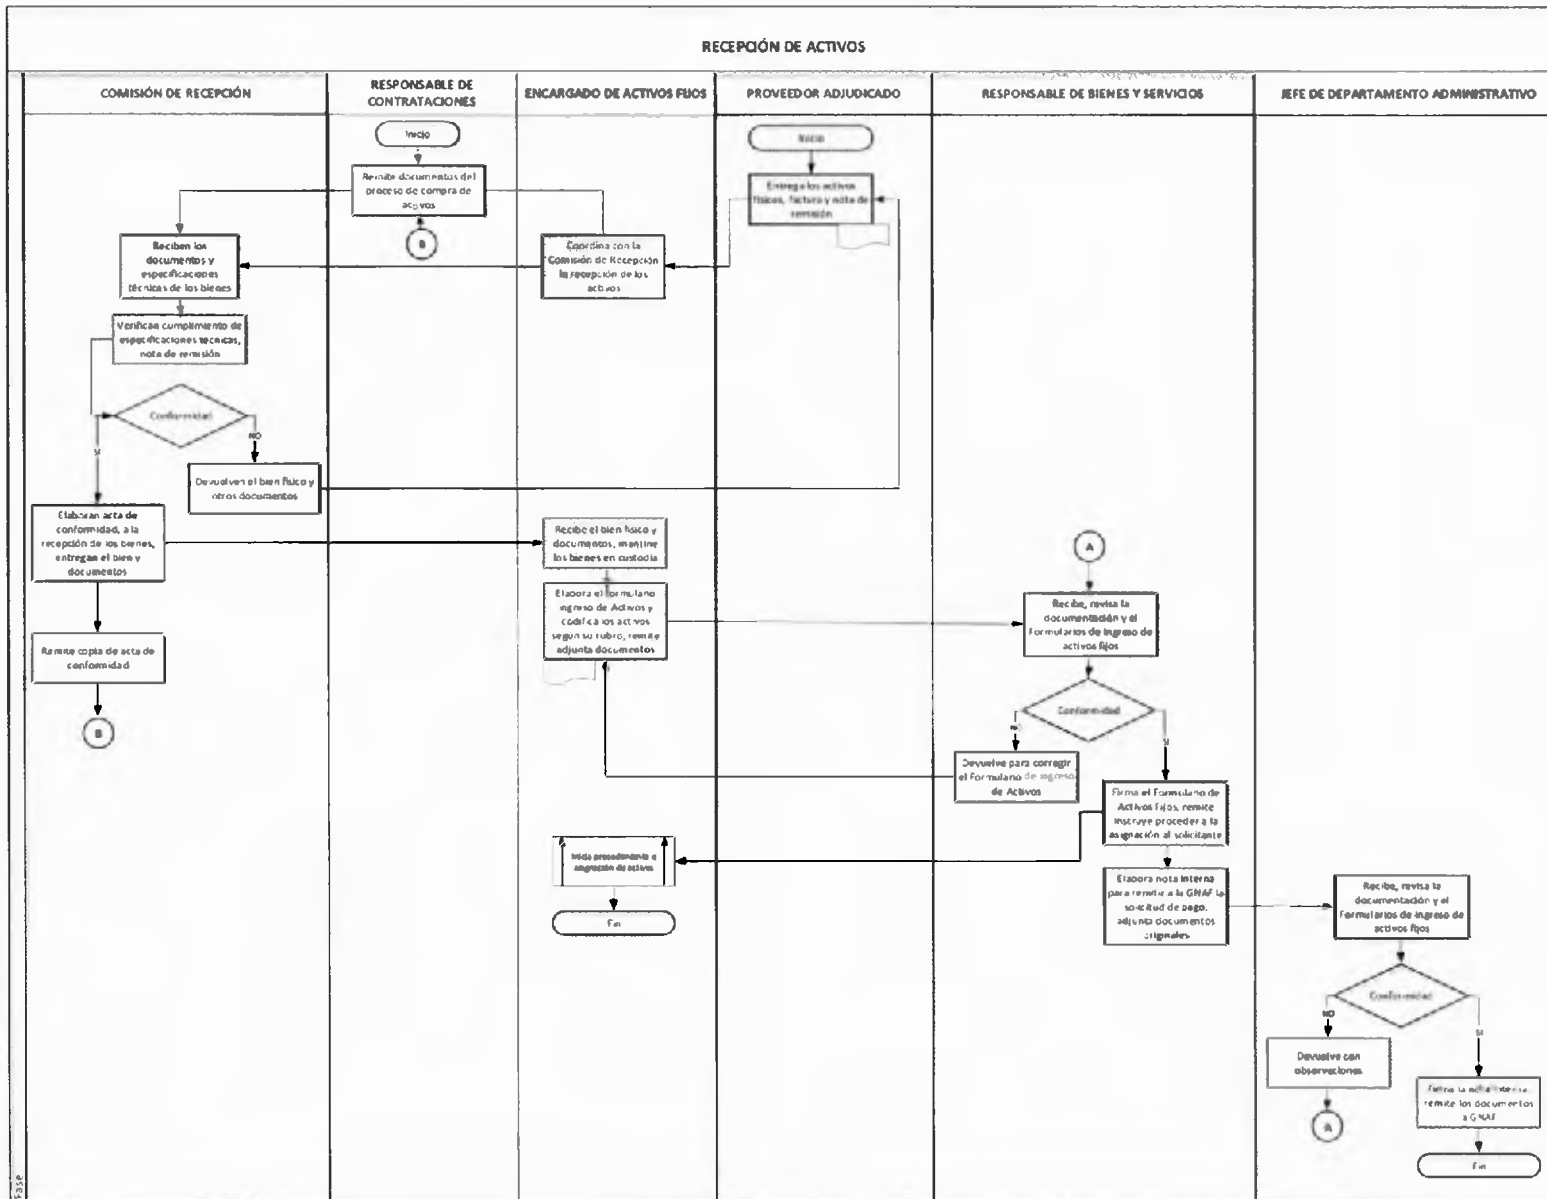 RECEPCIÓN DE ACTIVOS
COMISIÓN DE RECEPCIÓN
RESPONSABLE DE
CONTRATACIONES
ENCARGADO DE ACTIVOS FIJOS
PROVEEDOR ADJUDICADO
RESPONSABLE DE BIENES Y SERVICIOS
JEFE DE DEPARTAMENTO ADMINISTRATIVO
Inicio
Remite documentos del
proceso de compra de
activos
B
Inicio
Entrega los activos
físicos, factura y nota de
remisión
Reciben los
documentos y
especificaciones
técnicas de los bienes
Coordina con la
Comisión de Recepción
la recepción de los
activos
Verifican cumplimiento de
especificaciones técnicas,
nota de remisión
Conformidad
SI
NO
Devuelven el bien físico y
otros documentos
Elaboran acta de
conformidad, a la
recepción de los bienes,
entregan el bien y
documentos
Recibe el bien físico y
documentos, mantine
los bienes en custodia
A
Elabora el formulario
ingreso de Activos y
codifica los activos
según su rubro, remite
adjunta documentos
Recibe, revisa la
documentación y el
Formularios de ingreso de
activos fijos
Remite copia de acta de
conformidad
B
Conformidad
NO
SI
Devuelve para corregir
el Formulario de ingreso
de Activos
Firma el Formulario de
Activos Fijos, remite
instruye proceder a la
asignación al solicitante
Inicia procedimiento a
asignación de activos
Fin
Elabora nota interna
para remitir a la GNAF la
solicitud de pago,
adjunta documentos
originales
Recibe, revisa la
documentación y el
Formularios de ingreso de
activos fijos
Conformidad
NO
SI
Devuelve con
observaciones
A
Firma la nota interna
remite los documentos
a GNAF
Fin
Fase